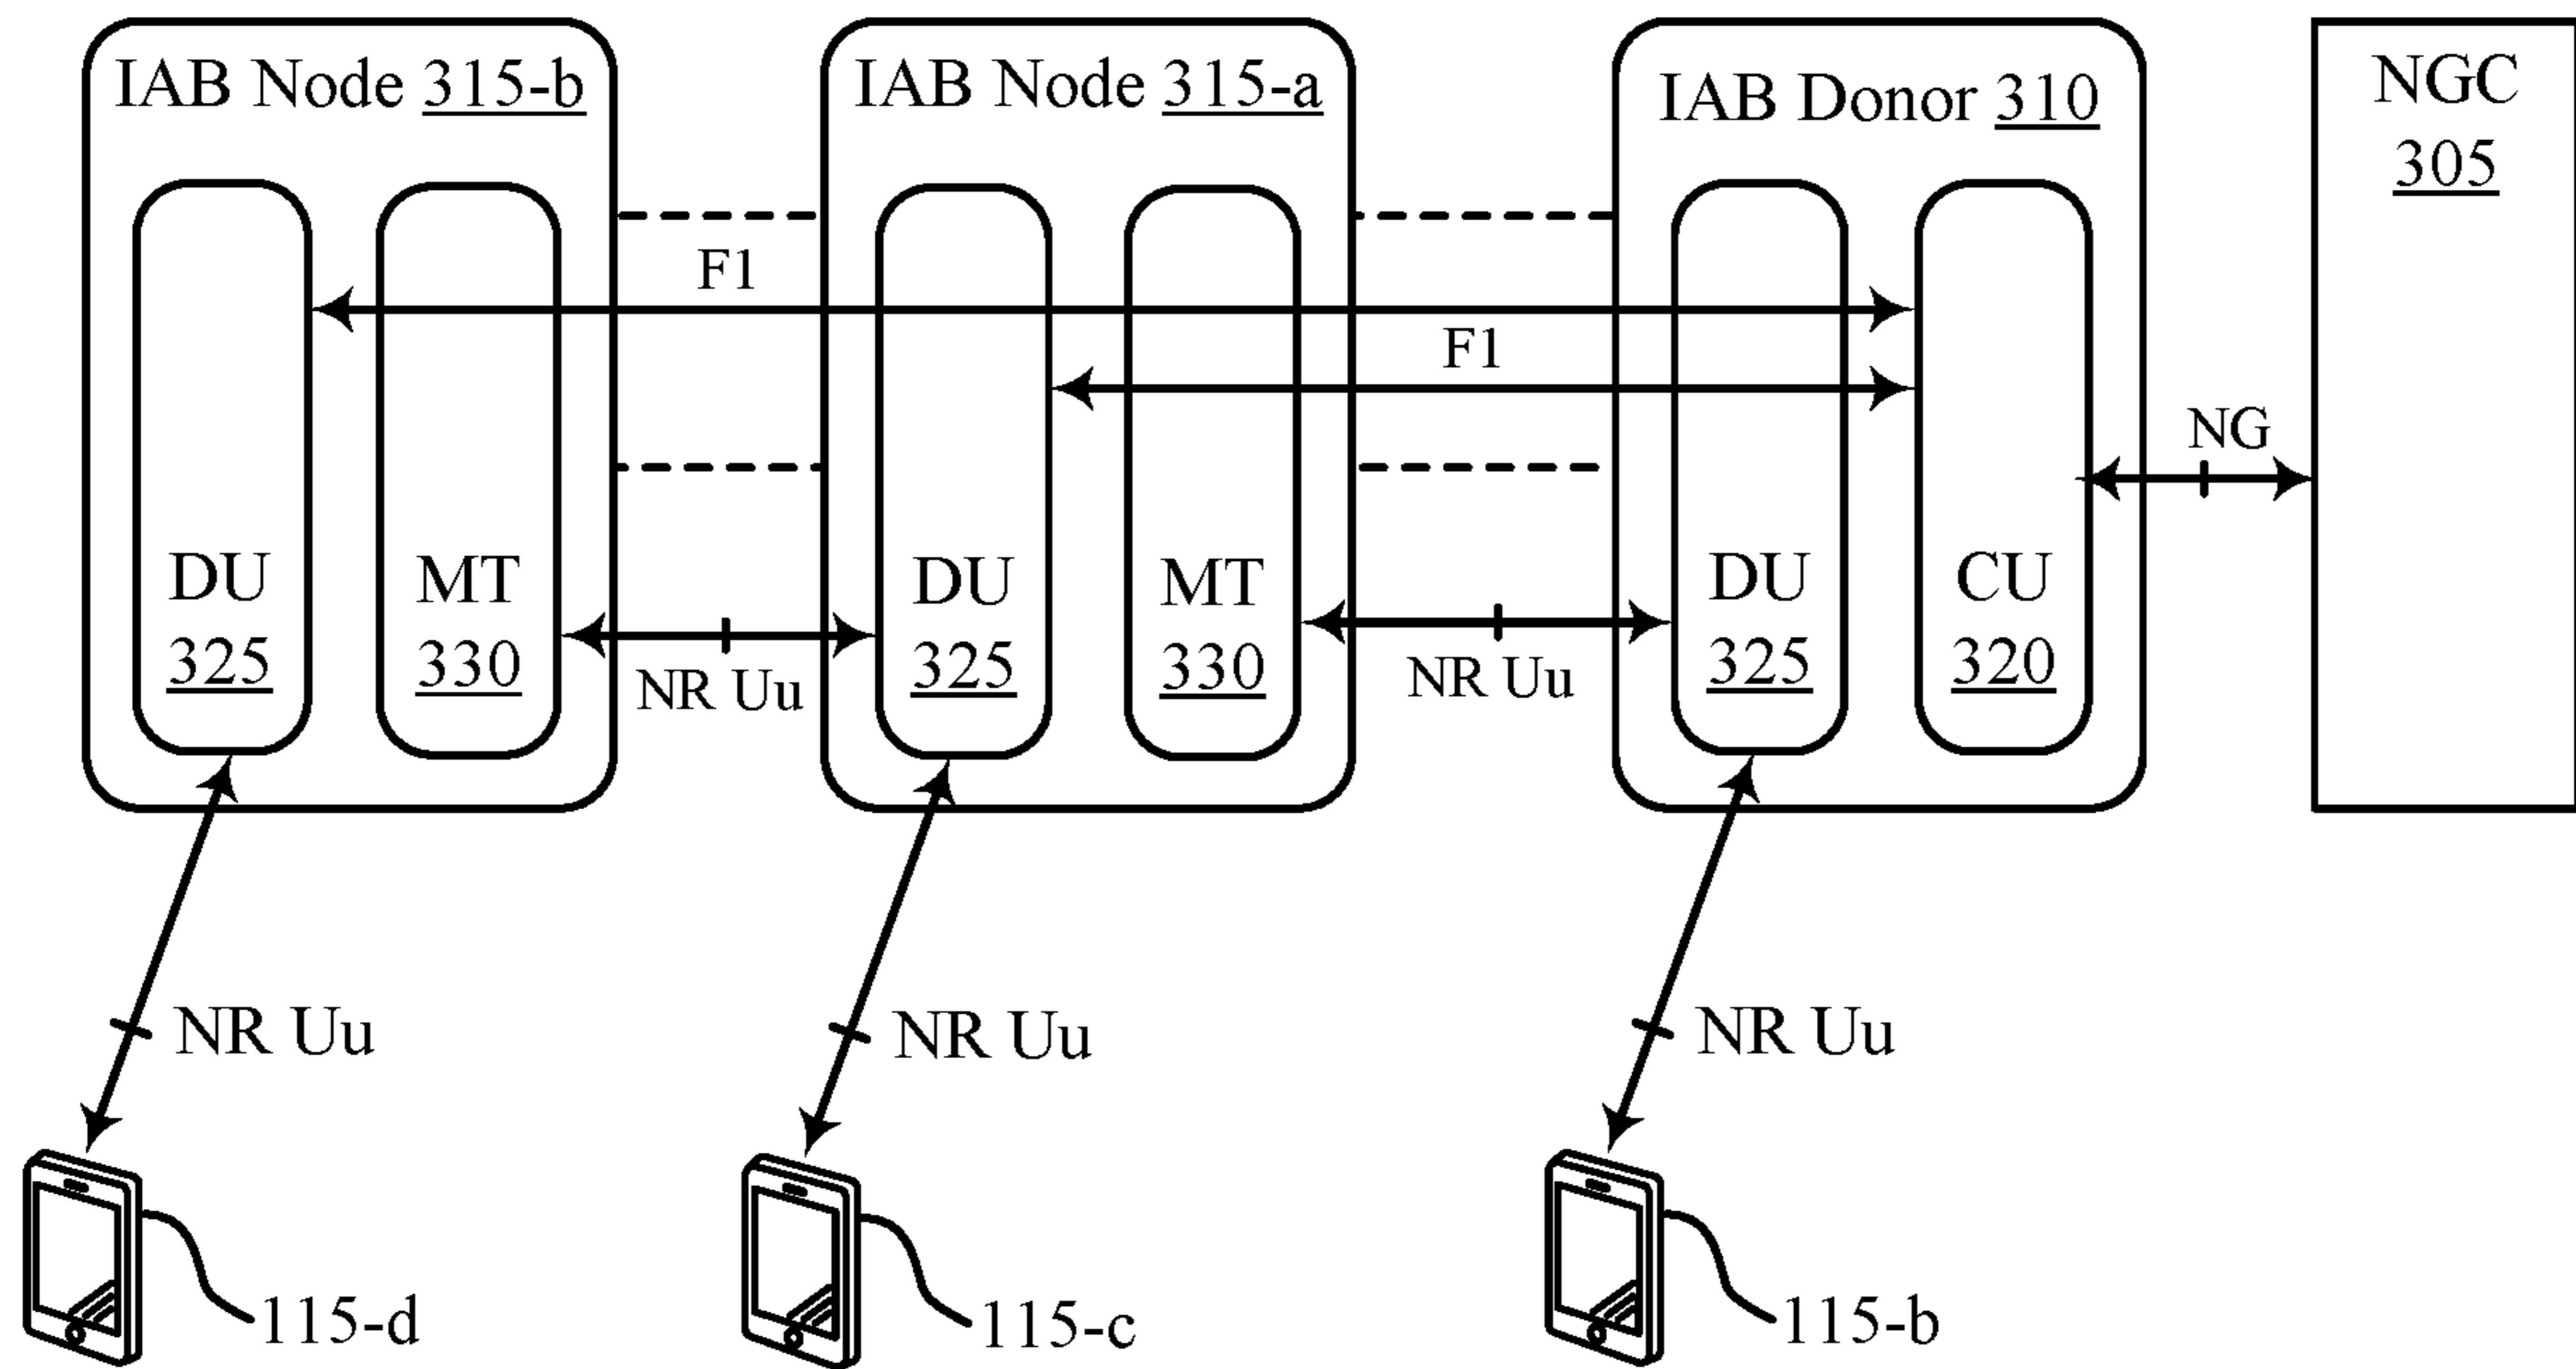 IAB Node 315-b
IAB Node 315-a
IAB Donor 310
NGC
305
F1
F1
NG
DU
325
MT
330
NR Uu
DU
325
MT
330
NR Uu
DU
325
CU
320
NR Uu
NR Uu
NR Uu
115-d
115-c
115-b